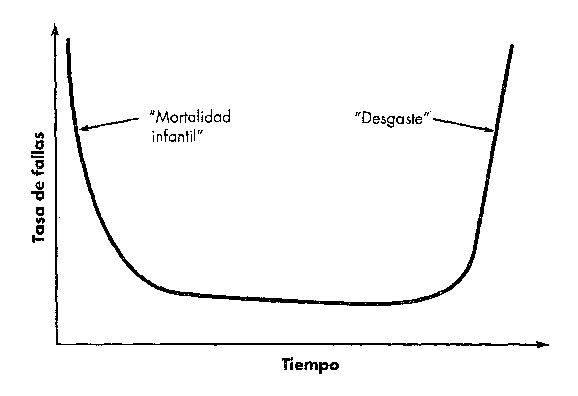 "Mortalidad
infantil"
"Desgaste"
Tasa de fallas
Tiempo